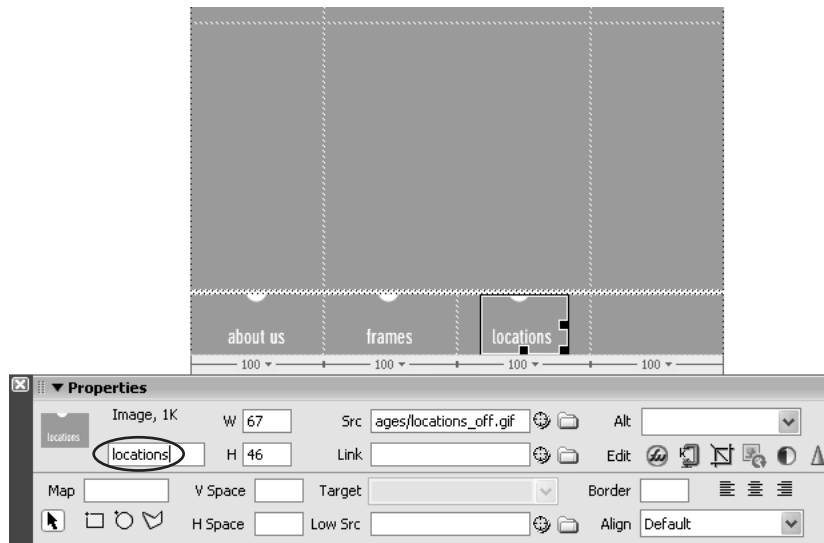 about us frames locations
100 100 100 100
Properties
Image, 1K W 67 Src ages/locations_off.gif Alt
locations
locations H 46 Link Edit
Map V Space Target Border
H Space Low Src Align Default